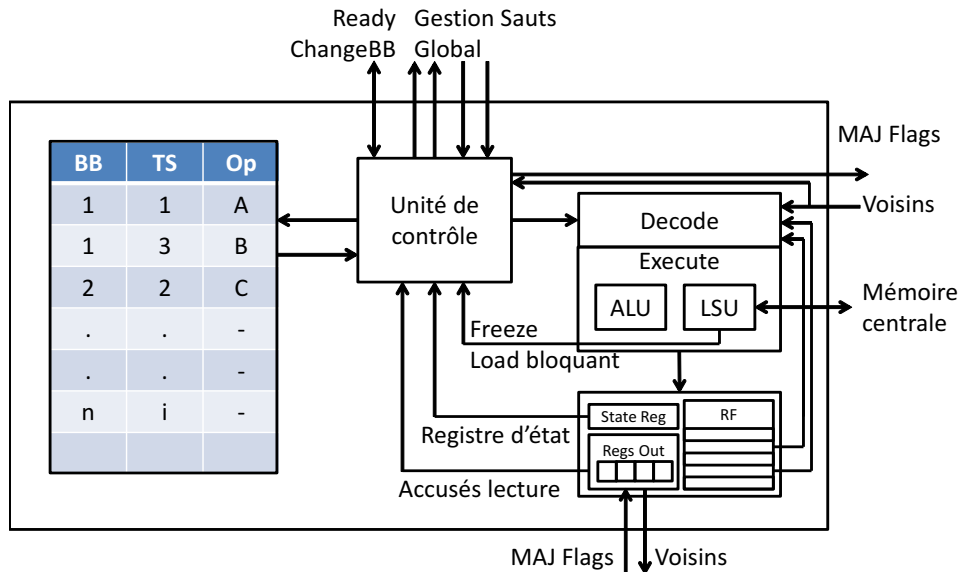 Ready Gestion Sauts
ChangeBB Global
MAJ Flags
BB TS Op
1 1 A
1 3 B
2 2 C
. . -
. . -
n i -
Unité de
contrôle
Decode
Voisins
Execute
ALU LSU
Mémoire
centrale
Freeze
Load bloquant
State Reg RF
Registre d'état
Regs Out
Accusés lecture
MAJ Flags Voisins